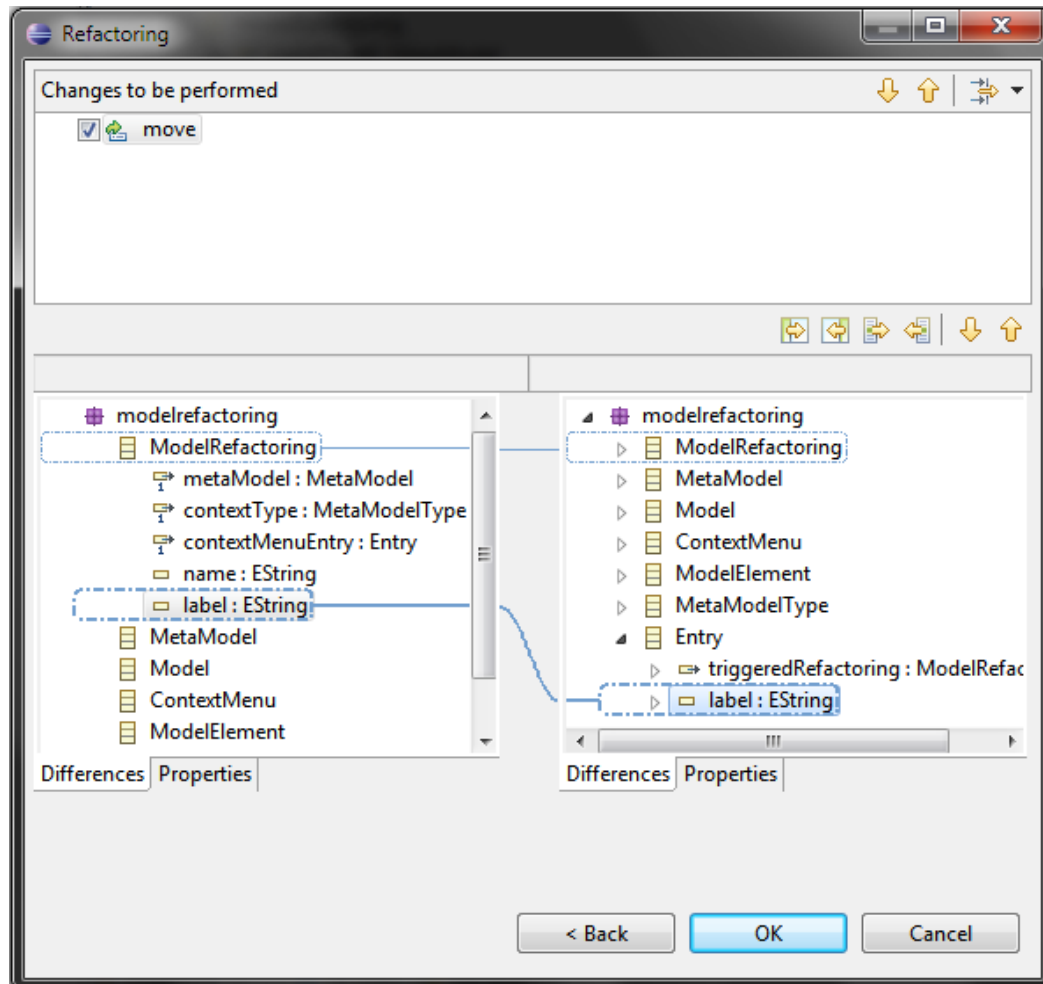 Refactoring
Changes to be performed
move
modelrefactoring
ModelRefactoring
metaModel : MetaModel
contextType : MetaModelType
contextMenuEntry : Entry
name : EString
label : EString
MetaModel
Model
ContextMenu
ModelElement
Differences Properties
modelrefactoring
ModelRefactoring
MetaModel
Model
ContextMenu
ModelElement
MetaModelType
Entry
triggeredRefactoring : ModelRefac
label : EString
Differences Properties
< Back OK Cancel